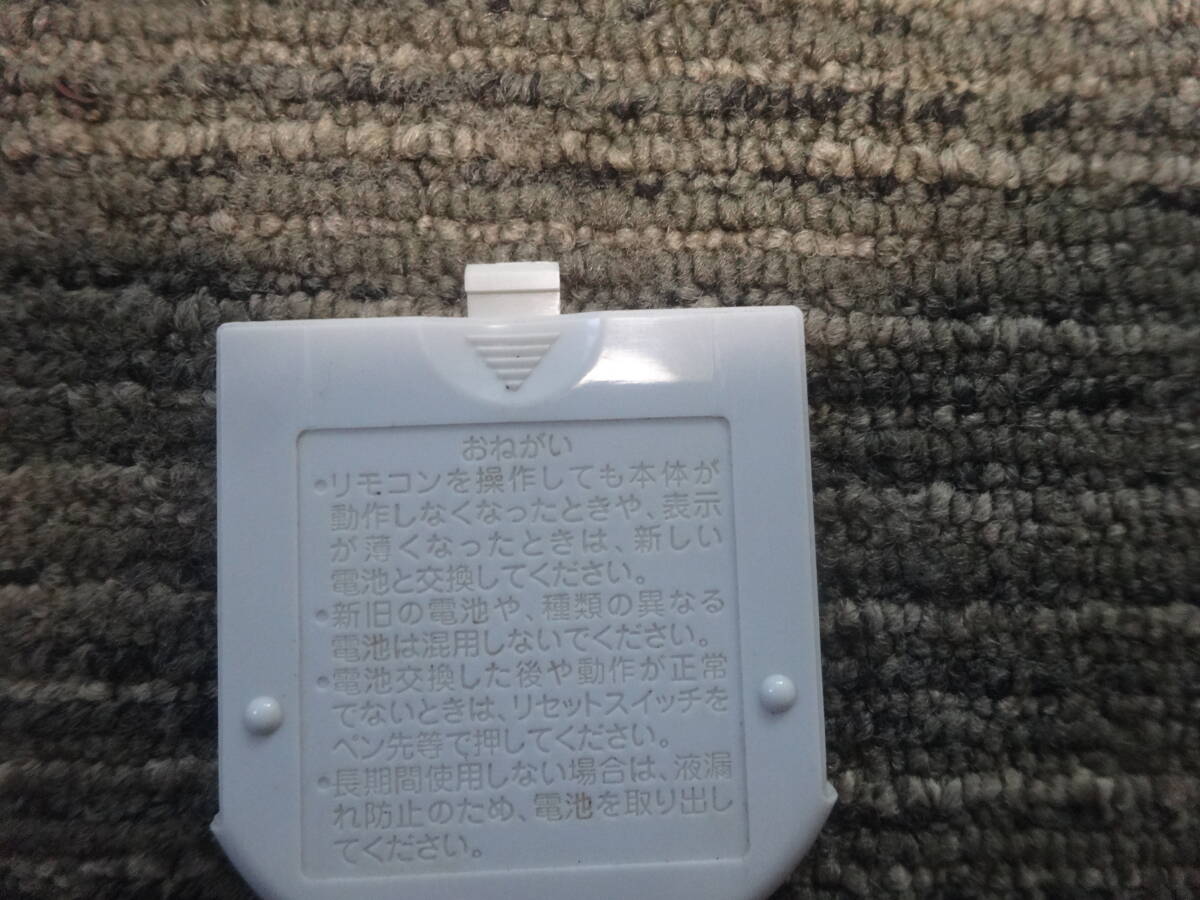 おねがい
•リモコンを操作しても本体が
動作しなくなったときや、表示
が薄くなったときは、新しい
電池と交換してください。
•新旧の電池や、種類の異なる
電池は混用しないでください。
•電池交換した後や動作が正常
でないときは、リセットスイッチを
ペン先等で押してください。
•長期間使用しない場合は、液漏
れ防止のため、電池を取り出し
てください。